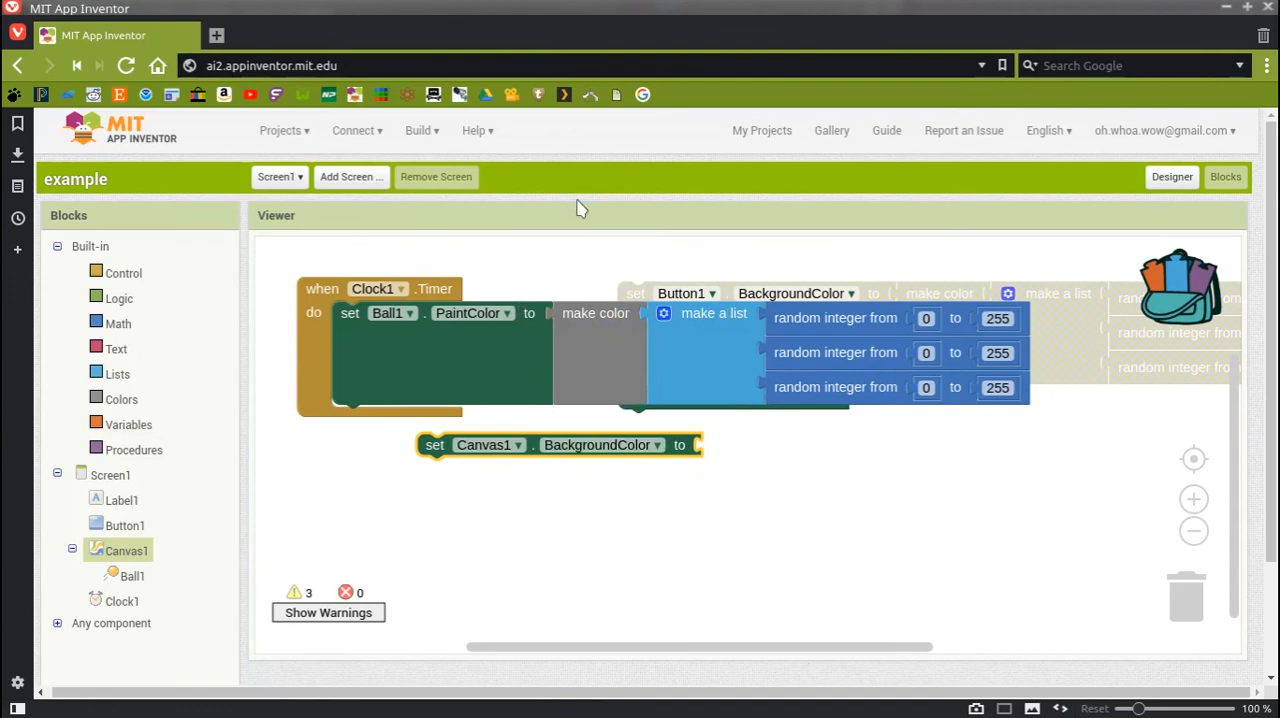 MIT App Inventor
MIT App Inventor
ai2.appinventor.mit.edu
Search Google
MIT
APP INVENTOR
Projects ▾ Connect ▾ Build ▾ Help ▾ My Projects Gallery Guide Report an Issue English ▾ oh.whoa.wow@gmail.com ▾
example Screen1 ▾ Add Screen ... Remove Screen Designer Blocks
Blocks
Viewer
Built-in
Control
Logic
Math
Text
Lists
Colors
Variables
Procedures
Screen1
Label1
Button1
Canvas1
Ball1
Clock1
Any component
when Clock1 .Timer
do set Ball1 . PaintColor to make color make a list random integer from 0 to 255
random integer from 0 to 255
random integer from 0 to 255
set Button1 . BackgroundColor to make color make a list
random integer from
random integer from
set Canvas1 . BackgroundColor to
3 0
Show Warnings
Reset 100 %